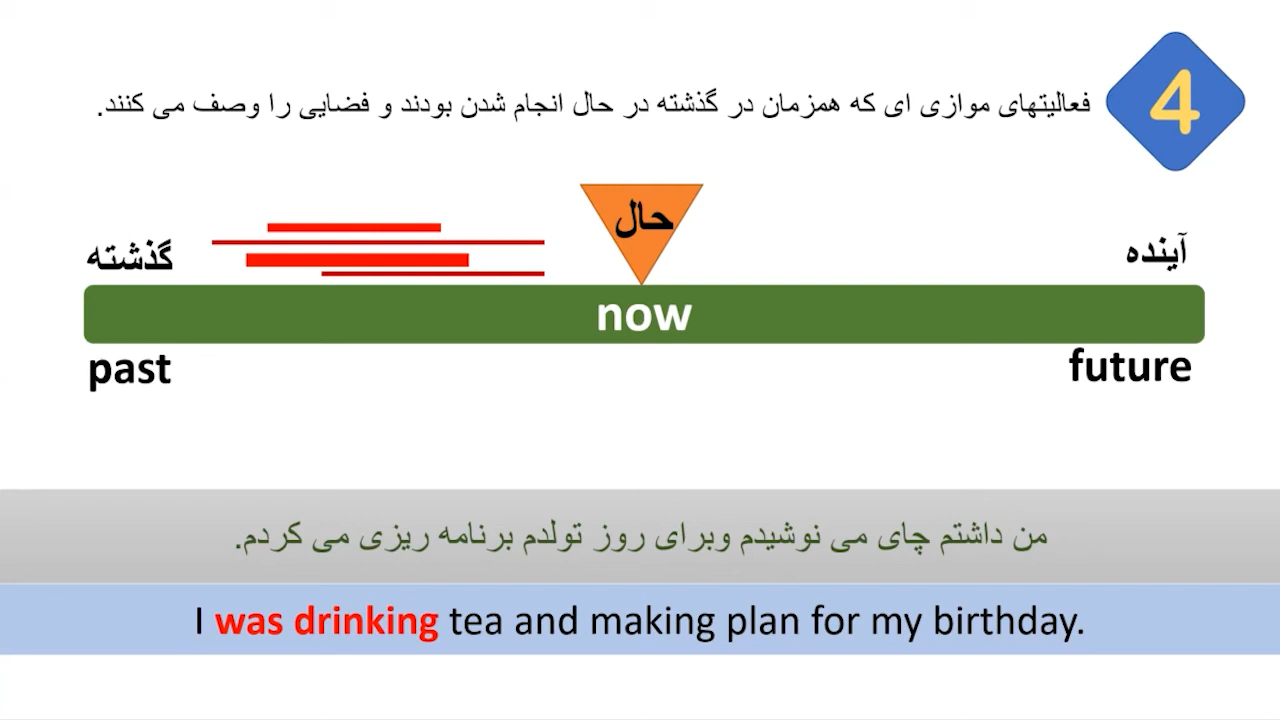 4
فعالیتهای موازی ای که همزمان در گذشته در حال انجام شدن بودند و فضایی را وصف می کنند.
حال
گذشته
آینده
now
past
future
من داشتم چای می نوشیدم وبرای روز تولدم برنامه ریزی می کردم.
I was drinking tea and making plan for my birthday.